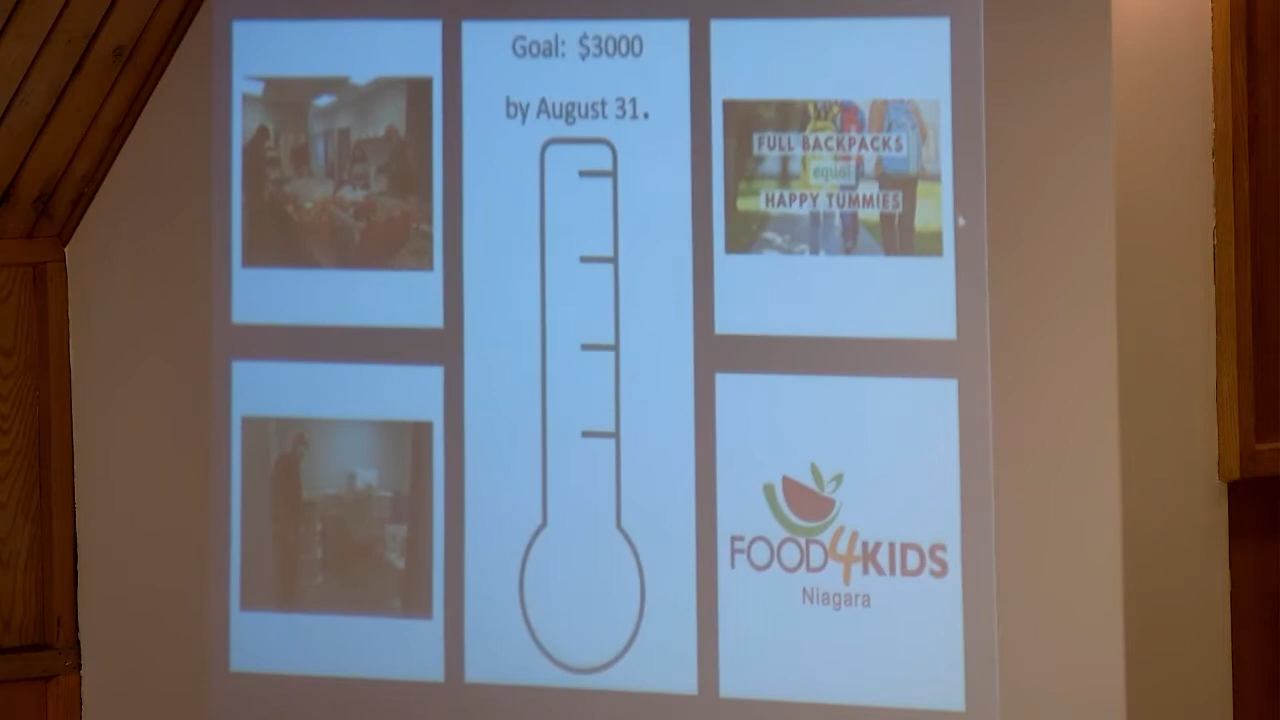 Goal: $3000
by August 31.
FULL BACKPACKS
equal
HAPPY TUMMIES
FOOD4KIDS
Niagara